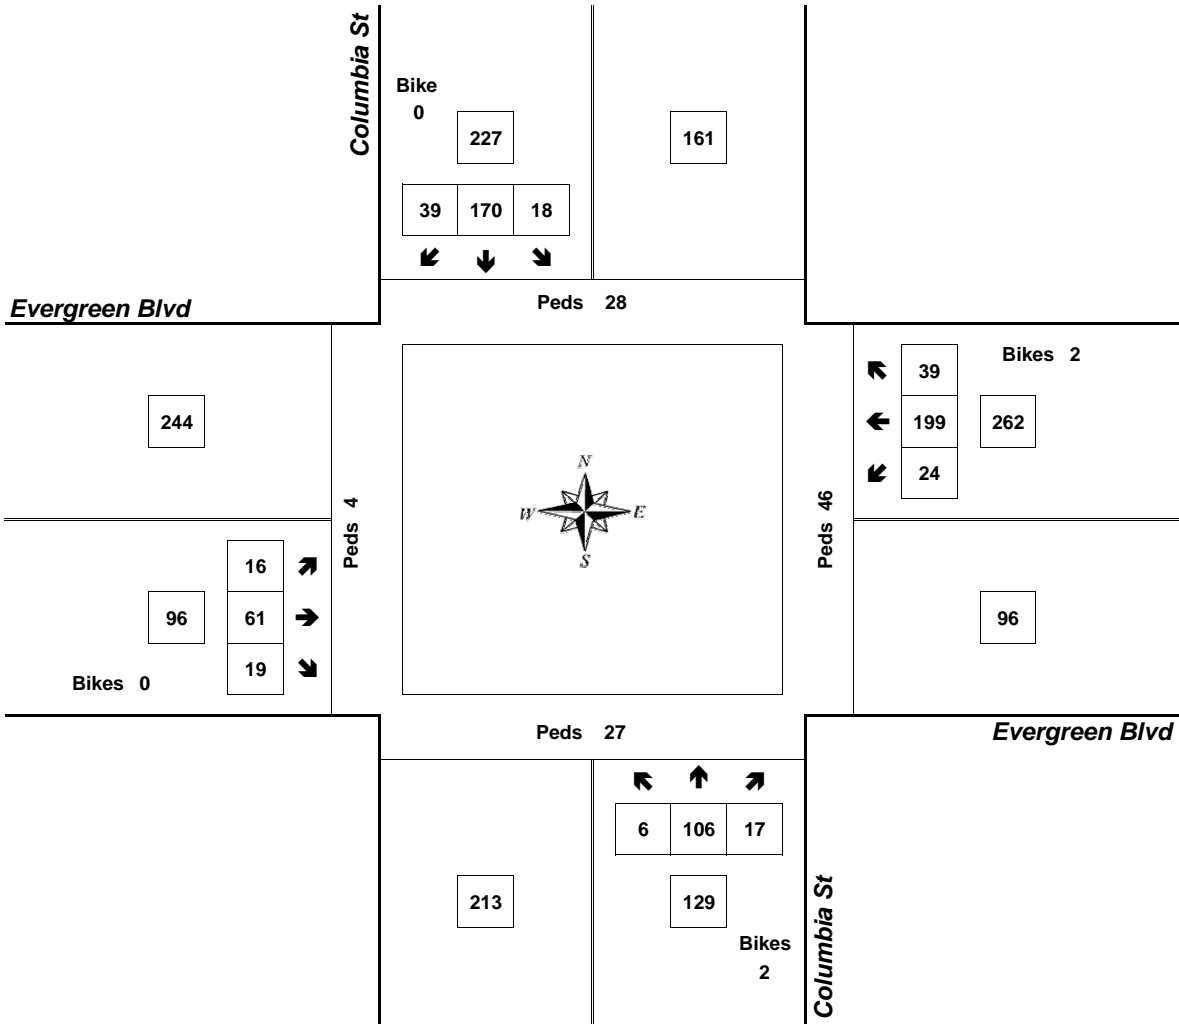 Columbia St
Bike
0
227
161
39 170 18
Peds 28
Evergreen Blvd
Bikes 2
39
244
199 262
24
N
W E
S
Peds 4
Peds 46
16
96 61
96
19
Bikes 0
Peds 27
Evergreen Blvd
6 106 17
213
129
Bikes
2
Columbia St